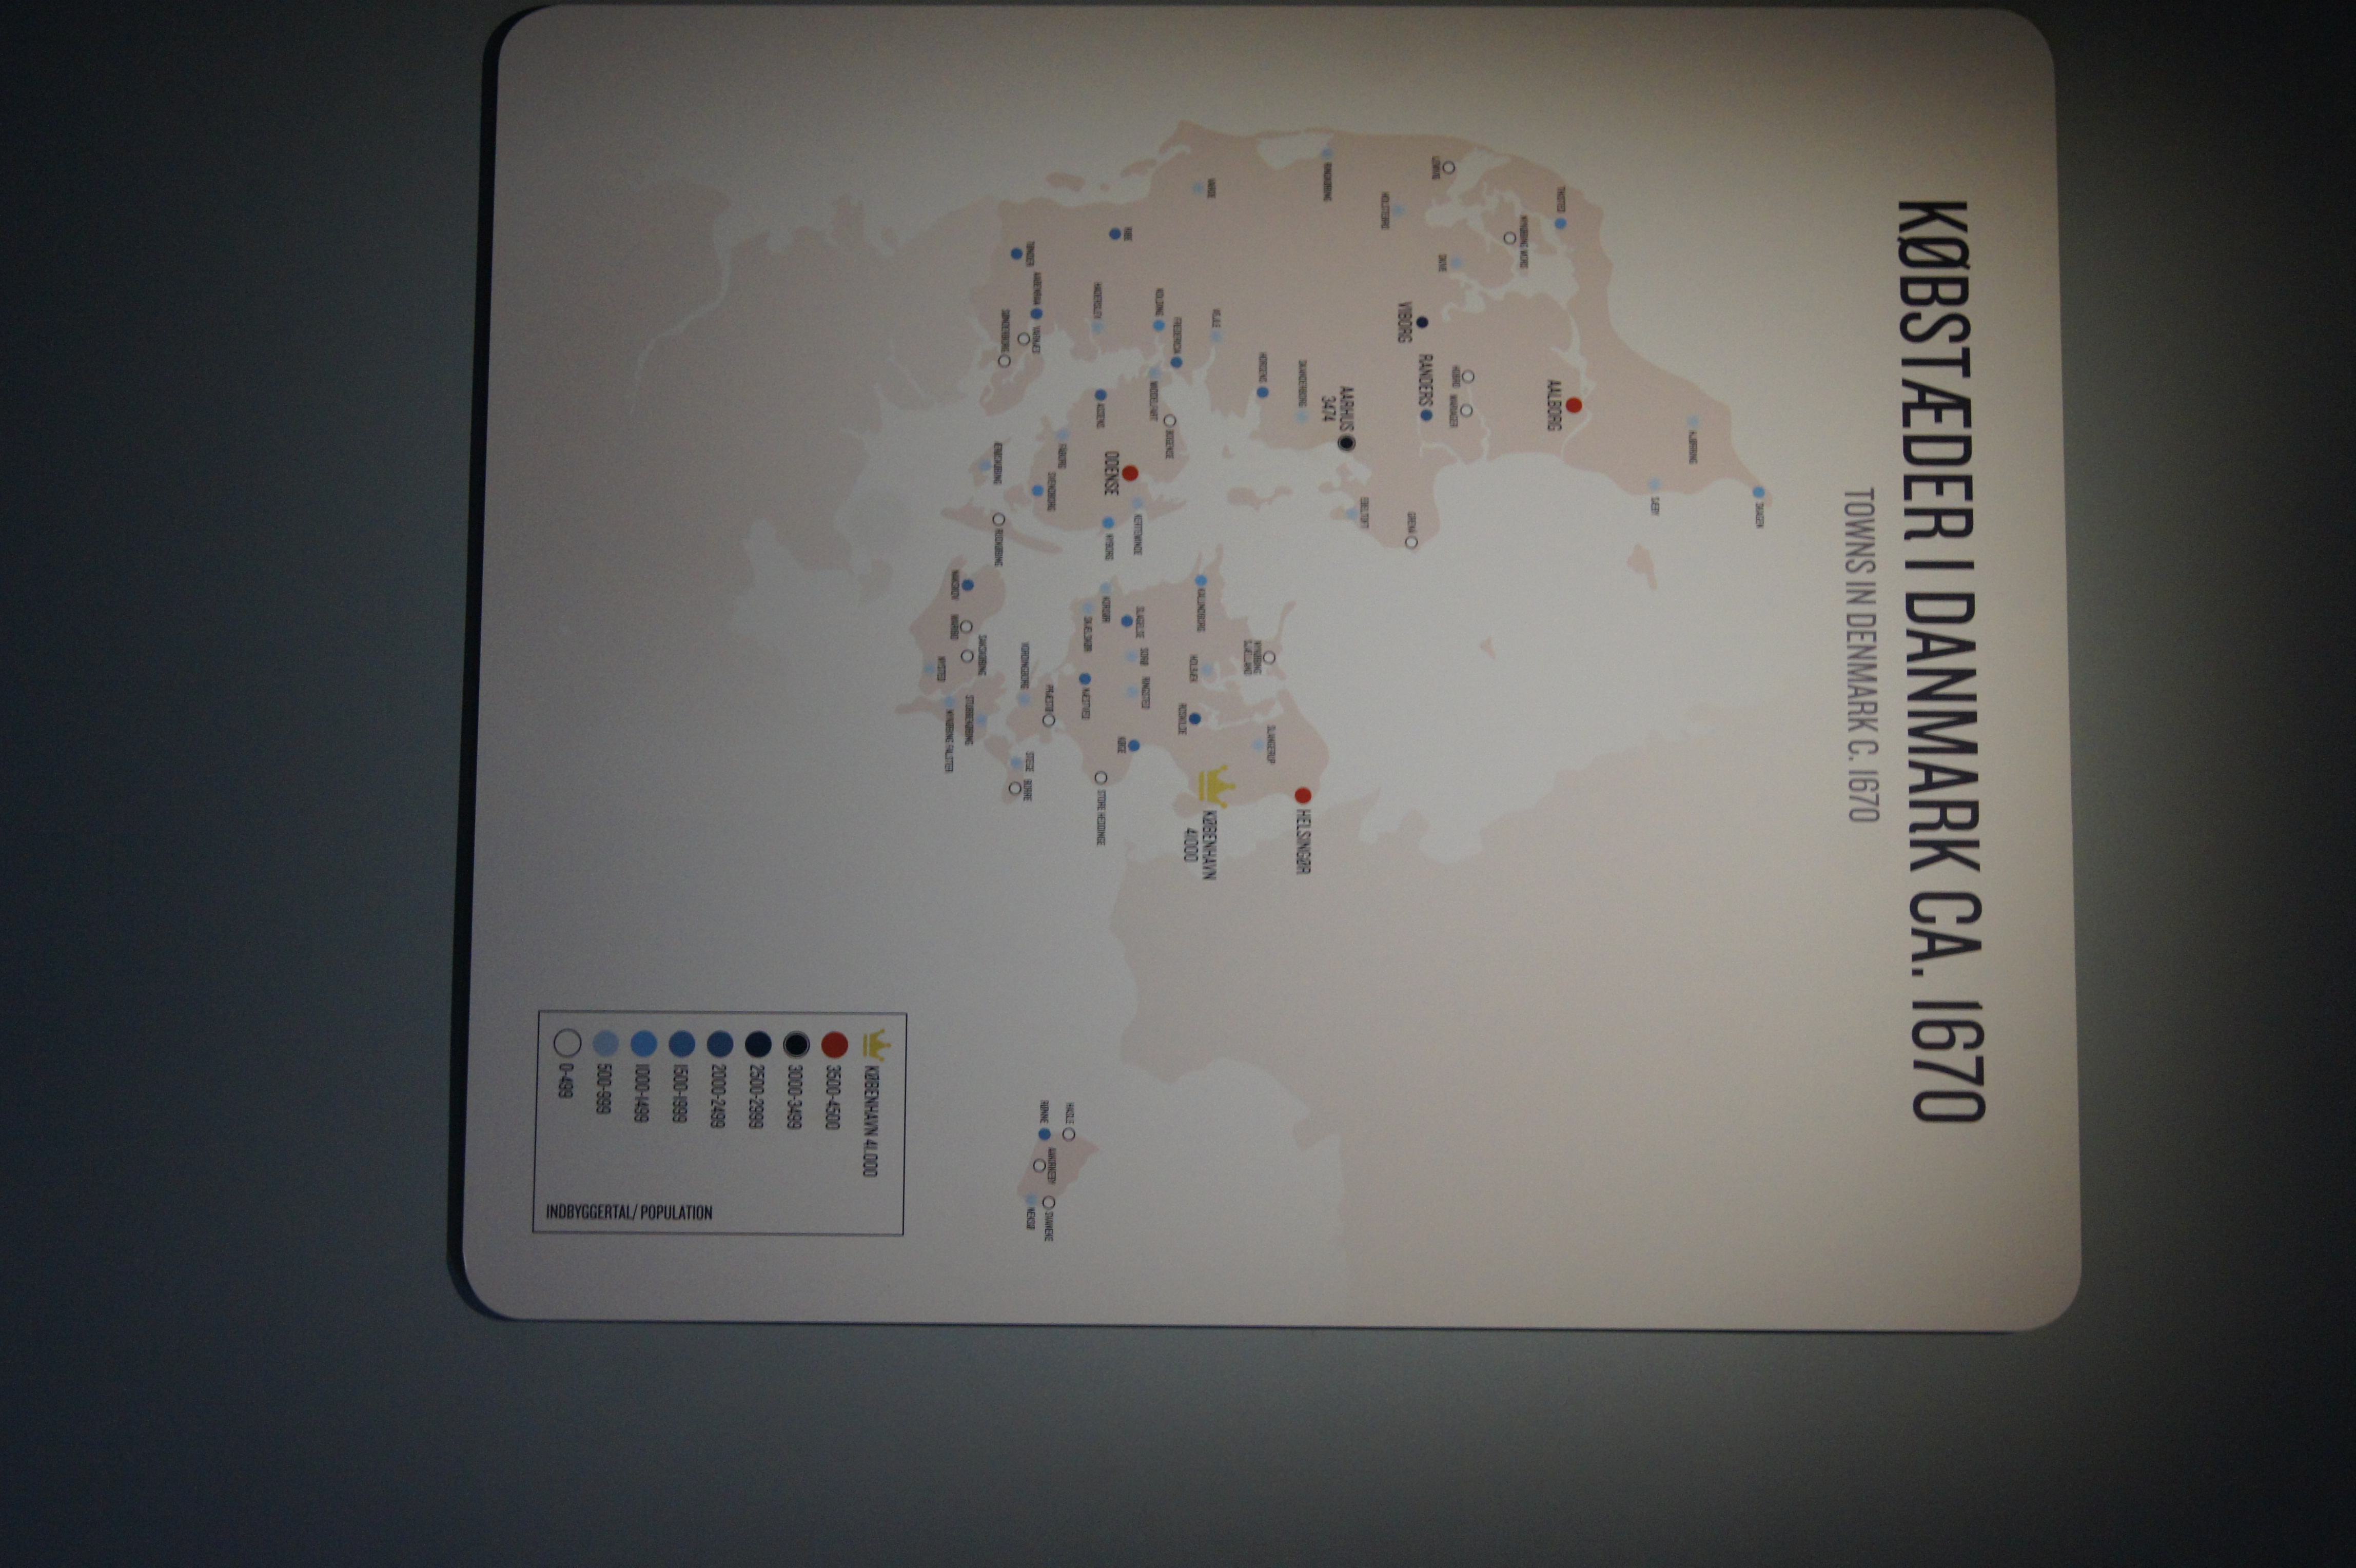 KØBSTÆDER I DANMARK CA. 1670
TOWNS IN DENMARK C. 1670
SKAGEN
HJØRRING
SÆBY
AALBORG
THISTED
NYKØBING MORS
HOBRO
MARIAGER
LEMVIG
SKIVE
VIBORG
RANDERS
GRENÅ
HOLSTEBRO
EBELTOFT
AARHUS
3474
RINGKØBING
SKANDERBORG
HORSENS
HELSINGØR
NYKØBING
SJÆLLAND
SLANGERUP
VARDE
VEJLE
KØBENHAVN
41000
KALUNDBORG
HOLBÆK
ROSKILDE
FREDERICIA
BOGENSE
KOLDING
MIDDELFART
RIBE
ODENSE
KERTEMINDE
SLAGELSE
SORØ
RINGSTED
KØGE
HADERSLEV
ASSENS
NYBORG
KORSØR
STORE HEDDINGE
SKÆLSKØR
NÆSTVED
FÅBORG
SVENDBORG
PRÆSTØ
HASLE
RØNNE
AAKIRKEBY
SVANEKE
NEKSØ
TØNDER
AABENRAA
VARNÆS
VORDINGBORG
STEGE
BORRE
SØNDERBORG
ÆRØSKØBING
RUDKØBING
SAKSKØBING
STUBBEKØBING
NAKSKOV
MARIBO
NYSTED
NYKØBING FALSTER
KØBENHAVN 41.000
3500-4500
3000-3499
2500-2999
2000-2499
1500-1999
1000-1499
500-999
0-499
INDBYGGERTAL/ POPULATION